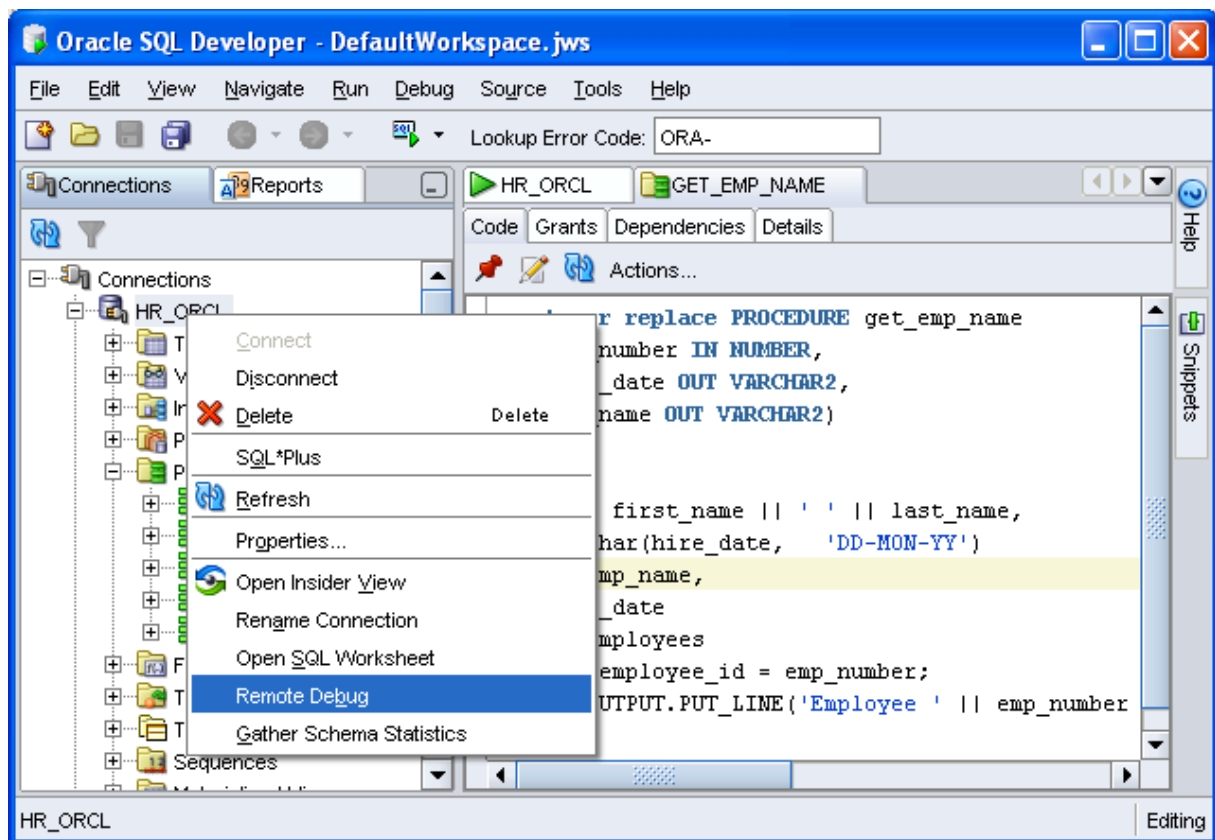 Oracle SQL Developer - DefaultWorkspace.jws
File Edit View Navigate Run Debug Source Tools Help
Lookup Error Code: ORA-
Connections Reports
HR_ORCL GET_EMP_NAME
Code Grants Dependencies Details
Actions...
Help
Snippets
Connections
HR_ORCL
T
V
In
P
P
F
T
T
Sequences
Connect
Disconnect
Delete Delete
SQL*Plus
Refresh
Properties...
Open Insider View
Rename Connection
Open SQL Worksheet
Remote Debug
Gather Schema Statistics
r replace PROCEDURE get_emp_name
number IN NUMBER,
_date OUT VARCHAR2,
name OUT VARCHAR2)
first_name || ' ' || last_name,
har(hire_date, 'DD-MON-YY')
mp_name,
_date
mployees
employee_id = emp_number;
UTPUT.PUT_LINE('Employee ' || emp_number
HR_ORCL
Editing